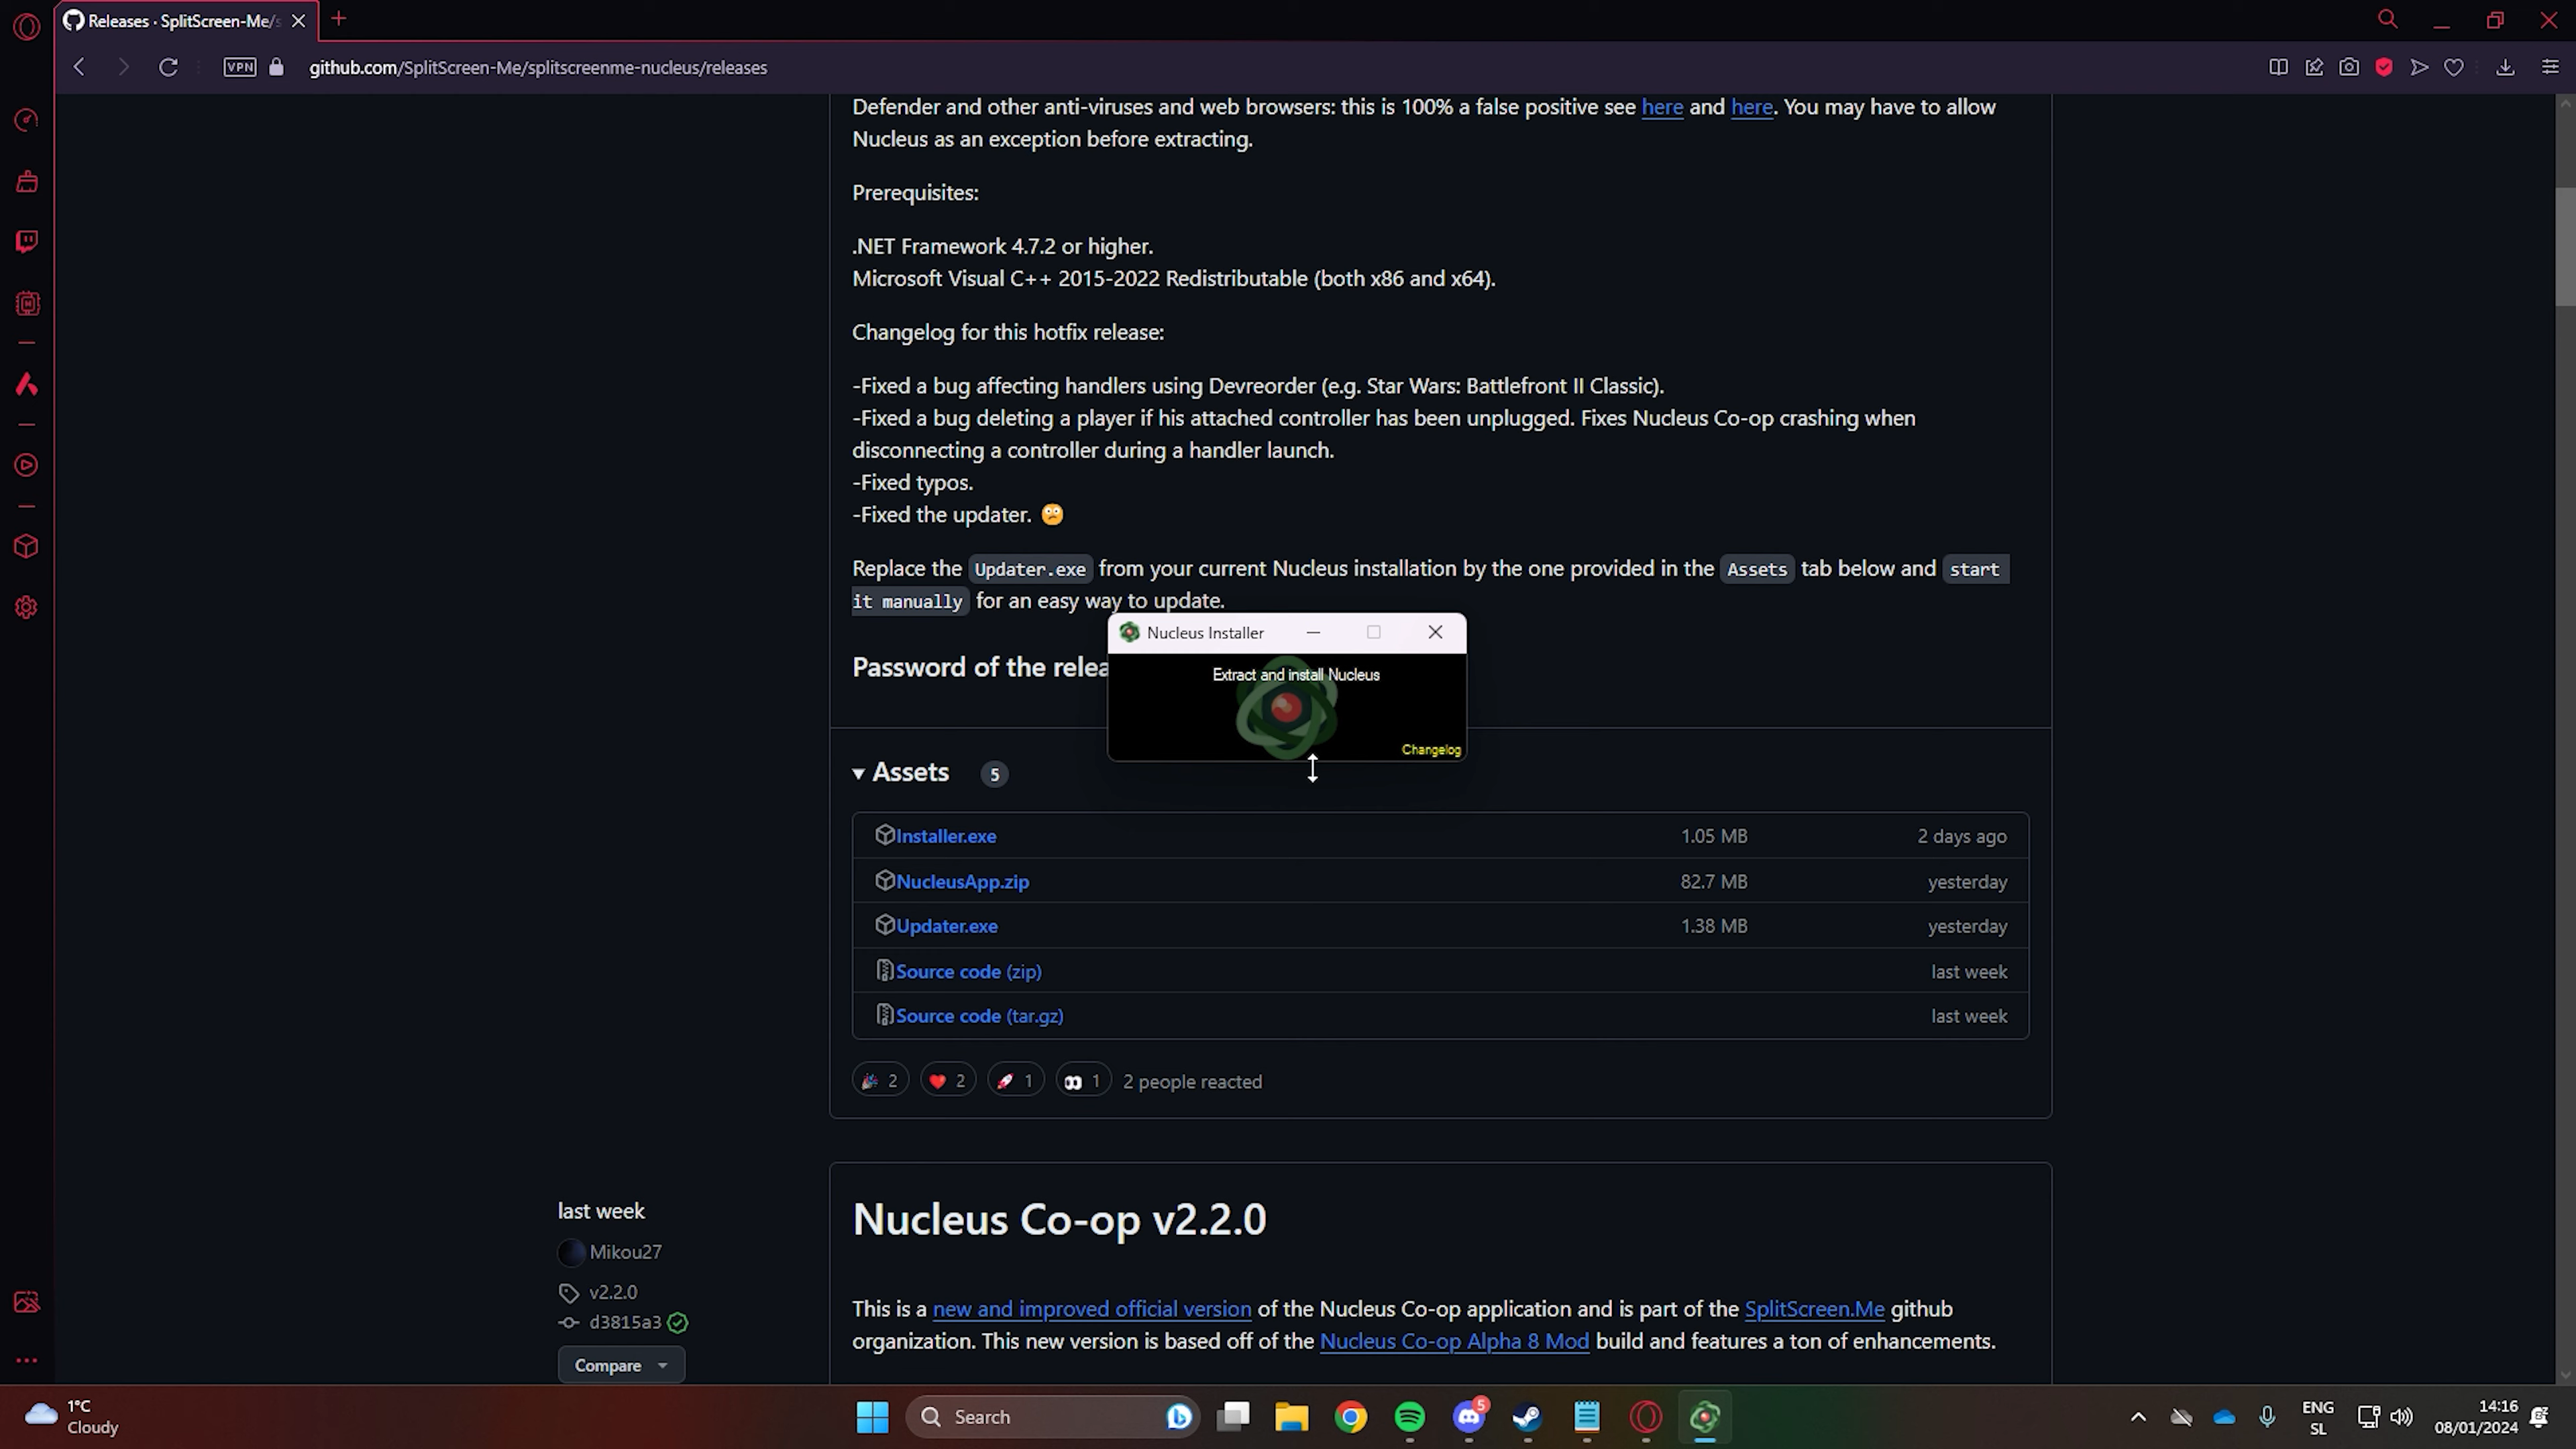 Releases · SplitScreen-Me/s
VPN
github.com/SplitScreen-Me/splitscreenme-nucleus/releases
Defender and other anti-viruses and web browsers: this is 100% a false positive see here and here. You may have to allow
Nucleus as an exception before extracting.
Prerequisites:
.NET Framework 4.7.2 or higher.
Microsoft Visual C++ 2015-2022 Redistributable (both x86 and x64).
Changelog for this hotfix release:
-Fixed a bug affecting handlers using Devreorder (e.g. Star Wars: Battlefront II Classic).
-Fixed a bug deleting a player if his attached controller has been unplugged. Fixes Nucleus Co-op crashing when
disconnecting a controller during a handler launch.
-Fixed typos.
-Fixed the updater. 😕
Replace the Updater.exe from your current Nucleus installation by the one provided in the Assets tab below and start
it manually for an easy way to update.
Nucleus Installer
Password of the relea
Extract and install Nucleus
Changelog
Assets 5
Installer.exe 1.05 MB 2 days ago
NucleusApp.zip 82.7 MB yesterday
Updater.exe 1.38 MB yesterday
Source code (zip) last week
Source code (tar.gz) last week
2 2 1 1 2 people reacted
last week
Mikou27
v2.2.0
d3815a3
Compare
Nucleus Co-op v2.2.0
This is a new and improved official version of the Nucleus Co-op application and is part of the SplitScreen.Me github
organization. This new version is based off of the Nucleus Co-op Alpha 8 Mod build and features a ton of enhancements.
1°C
Cloudy
Search
5
ENG
SL
14:16
08/01/2024